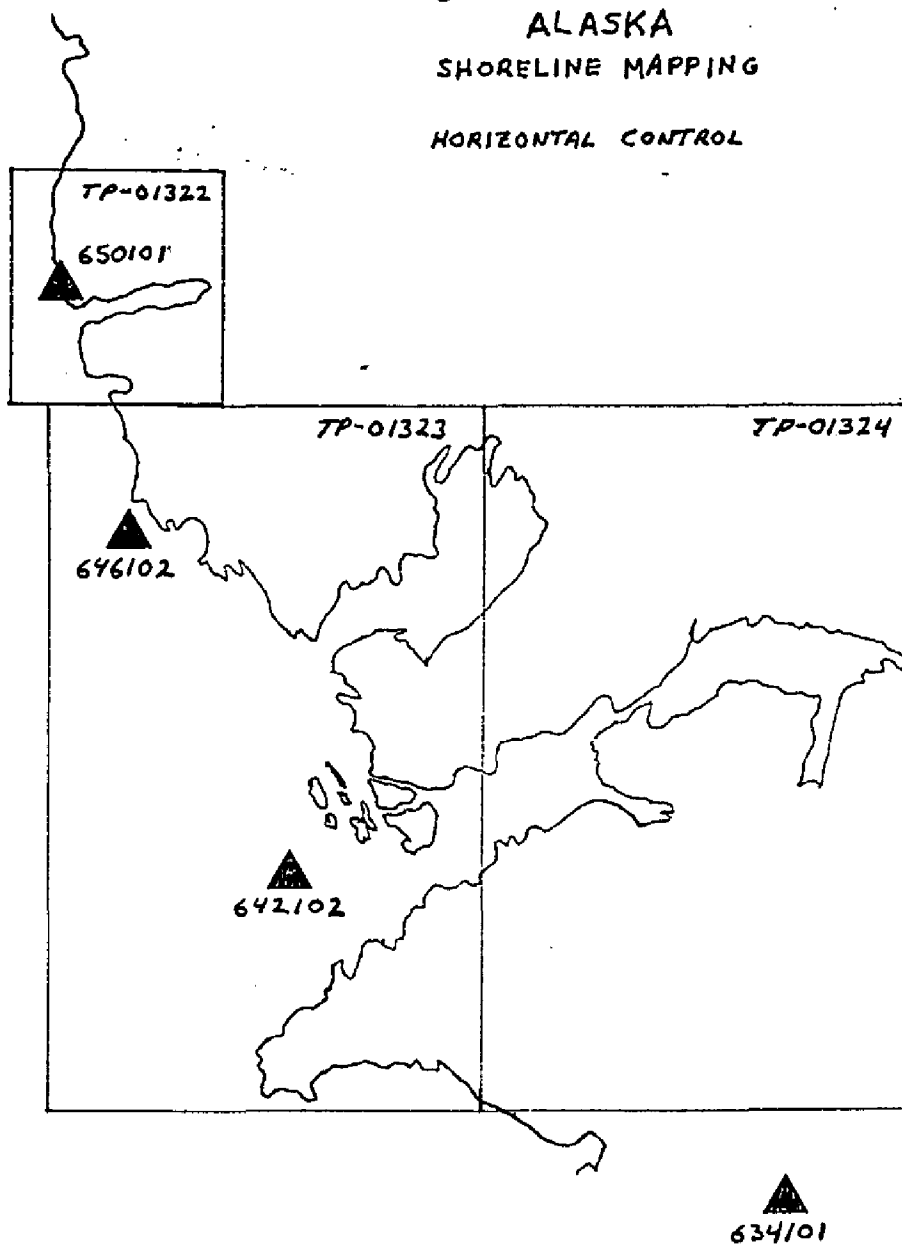 ALASKA
SHORELINE MAPPING
HORIZONTAL CONTROL
TP-01322
650101
TP-01323
TP-01324
646102
642102
634101